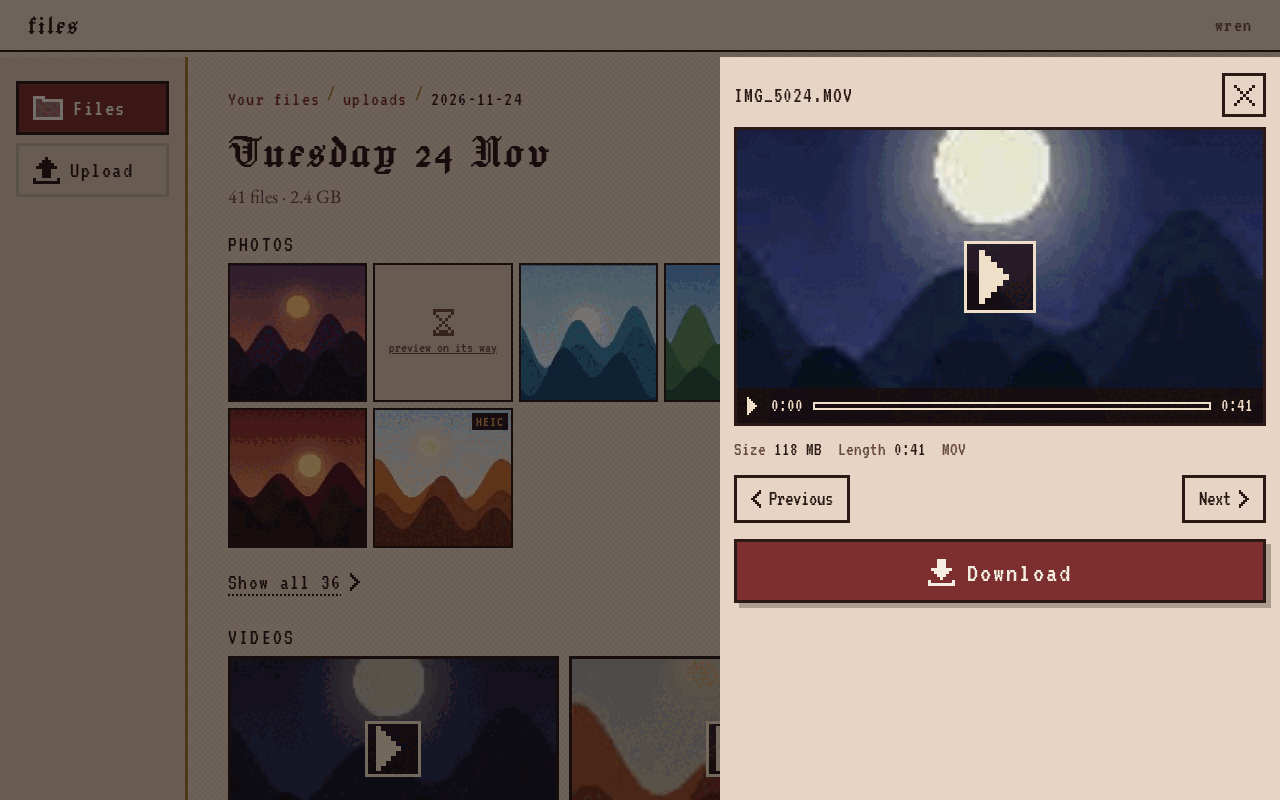 files
wren
Files
Upload
Your files / uploads / 2026-11-24
Tuesday 24 Nov
41 files · 2.4 GB
PHOTOS
preview on its way
HEIC
Show all 36
VIDEOS
IMG_5024.MOV
0:00
0:41
Size 118 MB Length 0:41 MOV
Previous
Next
Download